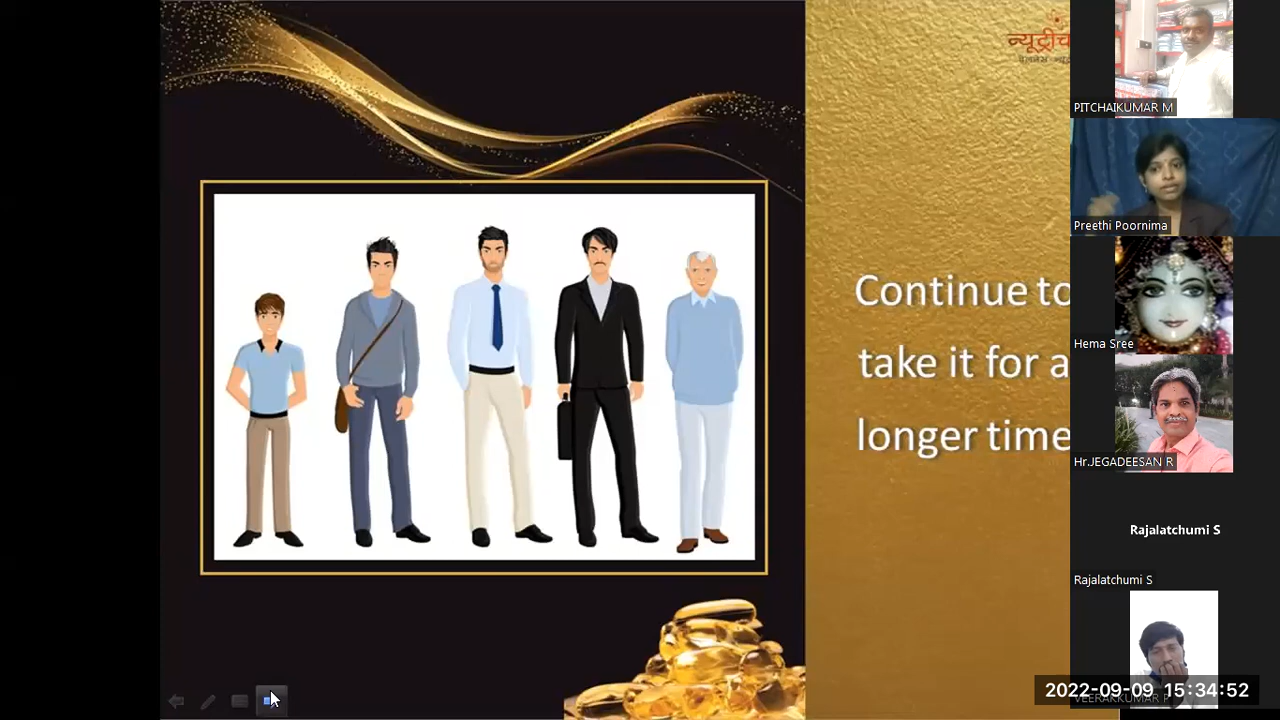 न्यूट्रीच
Continue to
take it for a
longer time
PITCHAIKUMAR M
Preethi Poornima
Hema Sree
Hr.JEGADEESAN R
Rajalatchumi S
Rajalatchumi S
2022-09-09 15:34:52